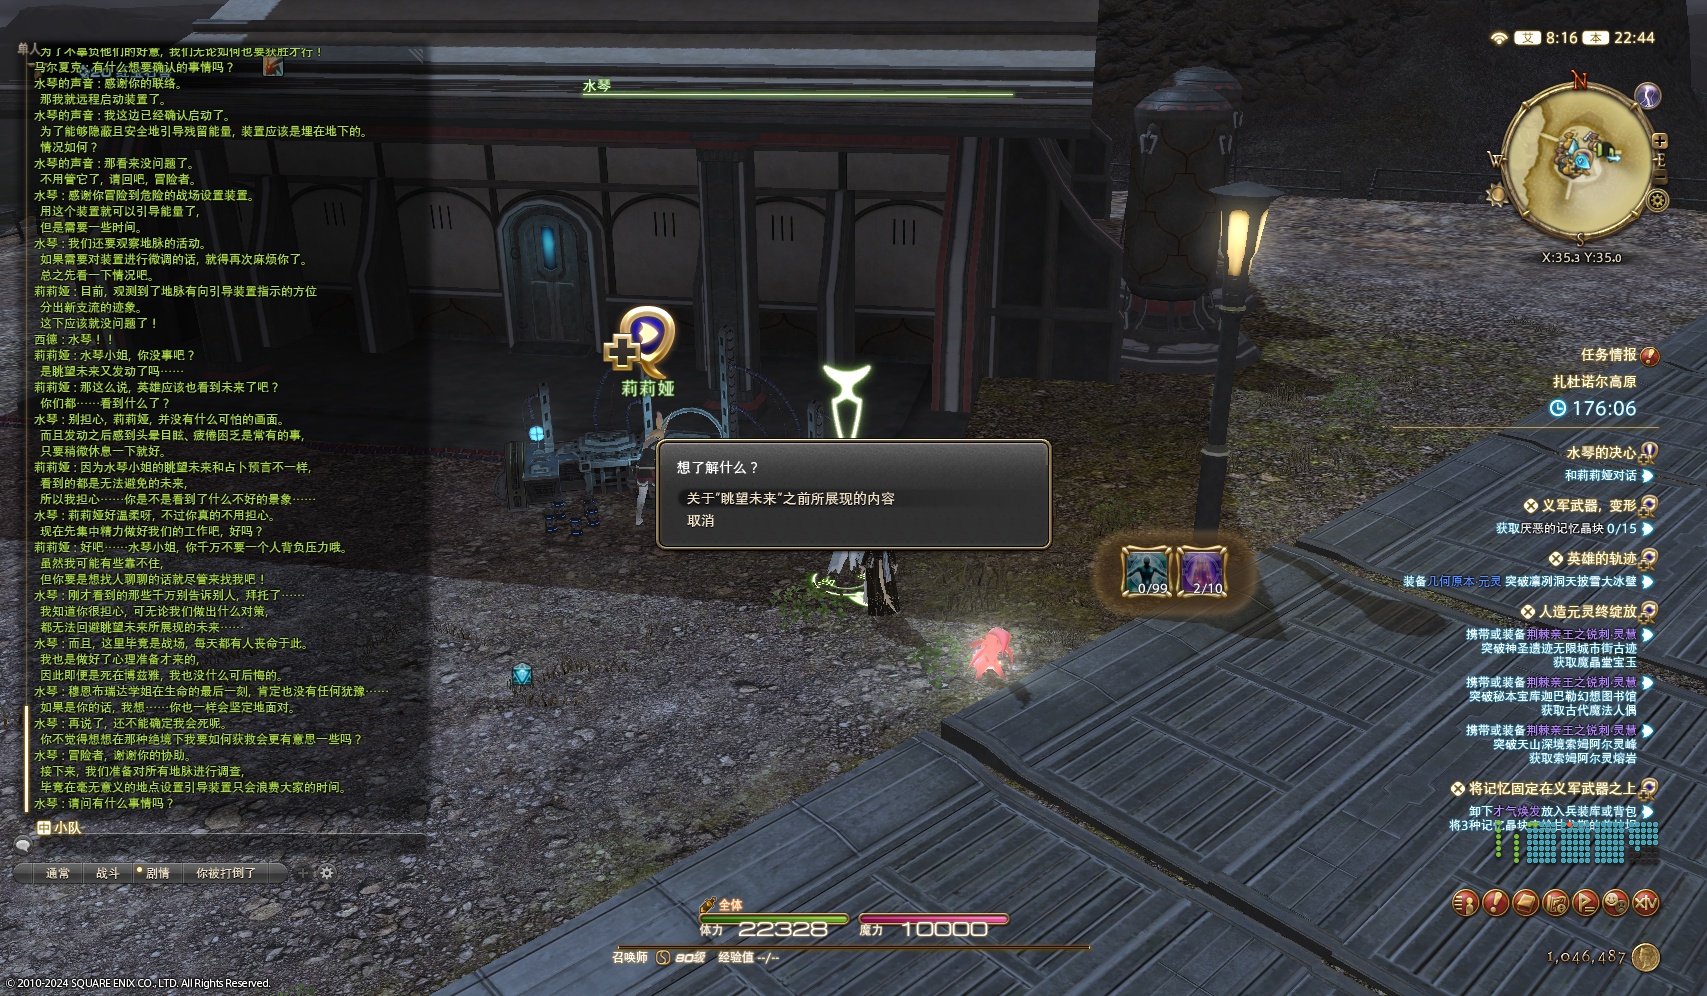 单人
为了不辜负他们的好意，我们无论如何也要获胜才行！
马尔夏克：有什么想要确认的事情吗？
水琴的声音：感谢你的联络。
那我就远程启动装置了。
水琴的声音：我这边已经确认启动了。
为了能够隐蔽且安全地引导残留能量，装置应该是埋在地下的。
情况如何？
水琴的声音：那看来没问题了。
不用管它了，请回吧，冒险者。
水琴：感谢你冒险到危险的战场设置装置。
用这个装置就可以引导能量了，
但是需要一些时间。
水琴：我们还要观察地脉的活动。
如果需要对装置进行微调的话，就得再次麻烦你了。
总之先看一下情况吧。
莉莉娅：目前，观测到了地脉有向引导装置指示的方位
分出新支流的迹象。
这下应该就没问题了！
西德：水琴！！
莉莉娅：水琴小姐，你没事吧？
是眺望未来又发动了吗……
莉莉娅：那这么说，英雄应该也看到未来了吧？
你们都……看到什么了？
水琴：别担心，莉莉娅，并没有什么可怕的画面。
而且发动之后感到头晕目眩、疲倦困乏是常有的事，
只要稍微休息一下就好。
莉莉娅：因为水琴小姐的眺望未来和占卜预言不一样，
看到的都是无法避免的未来，
所以我担心……你是不是看到了什么不好的景象……
水琴：莉莉娅好温柔呀，不过你真的不用担心。
现在先集中精力做好我们的工作吧，好吗？
莉莉娅：好吧……水琴小姐，你千万不要一个人背负压力哦。
虽然我可能有些靠不住，
但你要是想找人聊聊的话就尽管来找我吧！
水琴：刚才看到的那些千万别告诉别人，拜托了……
我知道你很担心，可无论我们做出什么对策，
都无法回避眺望未来所展现的未来……
水琴：而且，这里毕竟是战场，每天都有人丧命于此。
我也是做好了心理准备才来的，
因此即便是死在博兹雅，我也没什么可后悔的。
水琴：穆恩布瑞达学姐在生命的最后一刻，肯定也没有任何犹豫……
如果是你的话，我想……你也一样会坚定地面对。
水琴：再说了，还不能确定我会死呢。
你不觉得想想在那种绝境下我要如何获救会更有意思一些吗？
水琴：冒险者，谢谢你的协助。
接下来，我们准备对所有地脉进行调查，
毕竟在毫无意义的地点设置引导装置只会浪费大家的时间。
水琴：请问有什么事情吗？
小队
通常
战斗
剧情
你被打倒了
水琴
莉莉娅
想了解什么？
关于“眺望未来”之前所展现的内容
取消
0/99
2/10
艾 8:16 本 22:44
N
W
E
S
X:35.3 Y:35.0
任务情报
扎杜诺尔高原
176:06
水琴的决心
和莉莉娅对话
义军武器，变形
获取厌恶的记忆晶块 0/15
英雄的轨迹
装备几何原本·元灵 突破凛冽洞天披雪大冰壁
人造元灵终绽放
携带或装备荆棘亲王之锐刺·灵慧
突破神圣遗迹无限城市街古迹
获取魔晶堂宝玉
携带或装备荆棘亲王之锐刺·灵慧
突破秘本宝库迦巴勒幻想图书馆
获取古代魔法人偶
携带或装备荆棘亲王之锐刺·灵慧
突破天山深境索姆阿尔灵峰
获取索姆阿尔灵熔岩
将记忆固定在义军武器之上
卸下才气焕发放入兵装库或背包
将3种记忆晶块
全体
体力 22328 魔力 10000
召唤师 80级 经验值 --/--
1,046,487
© 2010-2024 SQUARE ENIX CO., LTD. All Rights Reserved.